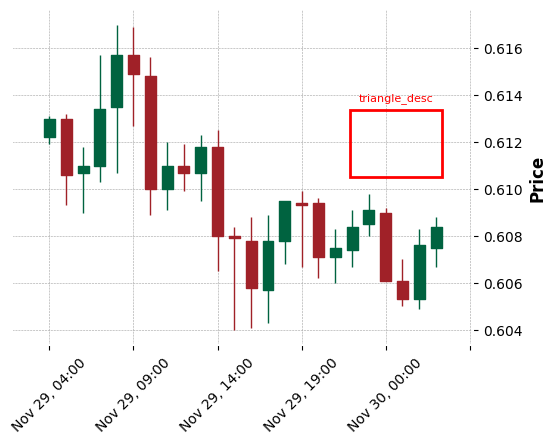 0.616
triangle_desc
0.614
0.612
0.610
Price
0.608
0.606
0.604
Nov 29, 04:00
Nov 29, 09:00
Nov 29, 14:00
Nov 29, 19:00
Nov 30, 00:00